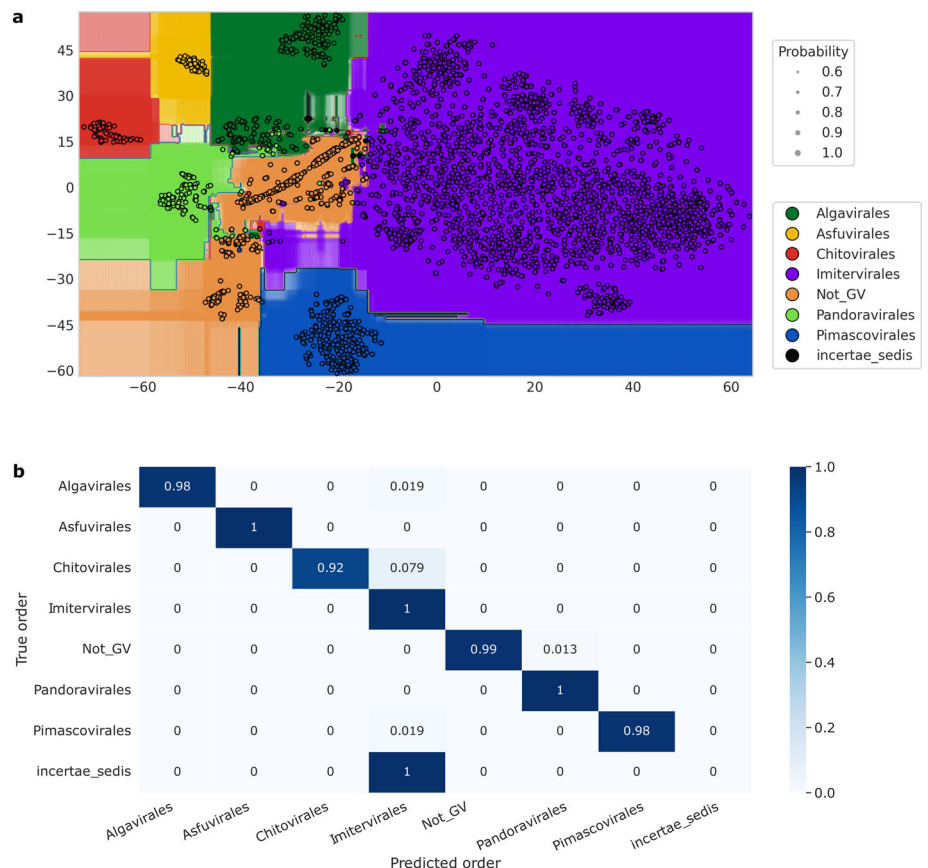 a
45
30
15
0
−15
−30
−45
−60
−60
−40
−20
0
20
40
60
Probability
0.6
0.7
0.8
0.9
1.0
Algavirales
Asfuvirales
Chitovirales
Imitervirales
Not_GV
Pandoravirales
Pimascovirales
incertae_sedis
b
True order
Algavirales 0.98 0 0 0.019 0 0 0 0
Asfuvirales 0 1 0 0 0 0 0 0
Chitovirales 0 0 0.92 0.079 0 0 0 0
Imitervirales 0 0 0 1 0 0 0 0
Not_GV 0 0 0 0 0.99 0.013 0 0
Pandoravirales 0 0 0 0 0 1 0 0
Pimascovirales 0 0 0 0.019 0 0 0.98 0
incertae_sedis 0 0 0 1 0 0 0 0
Algavirales Asfuvirales Chitovirales Imitervirales Not_GV Pandoravirales Pimascovirales incertae_sedis
Predicted order
1.0
0.8
0.6
0.4
0.2
0.0